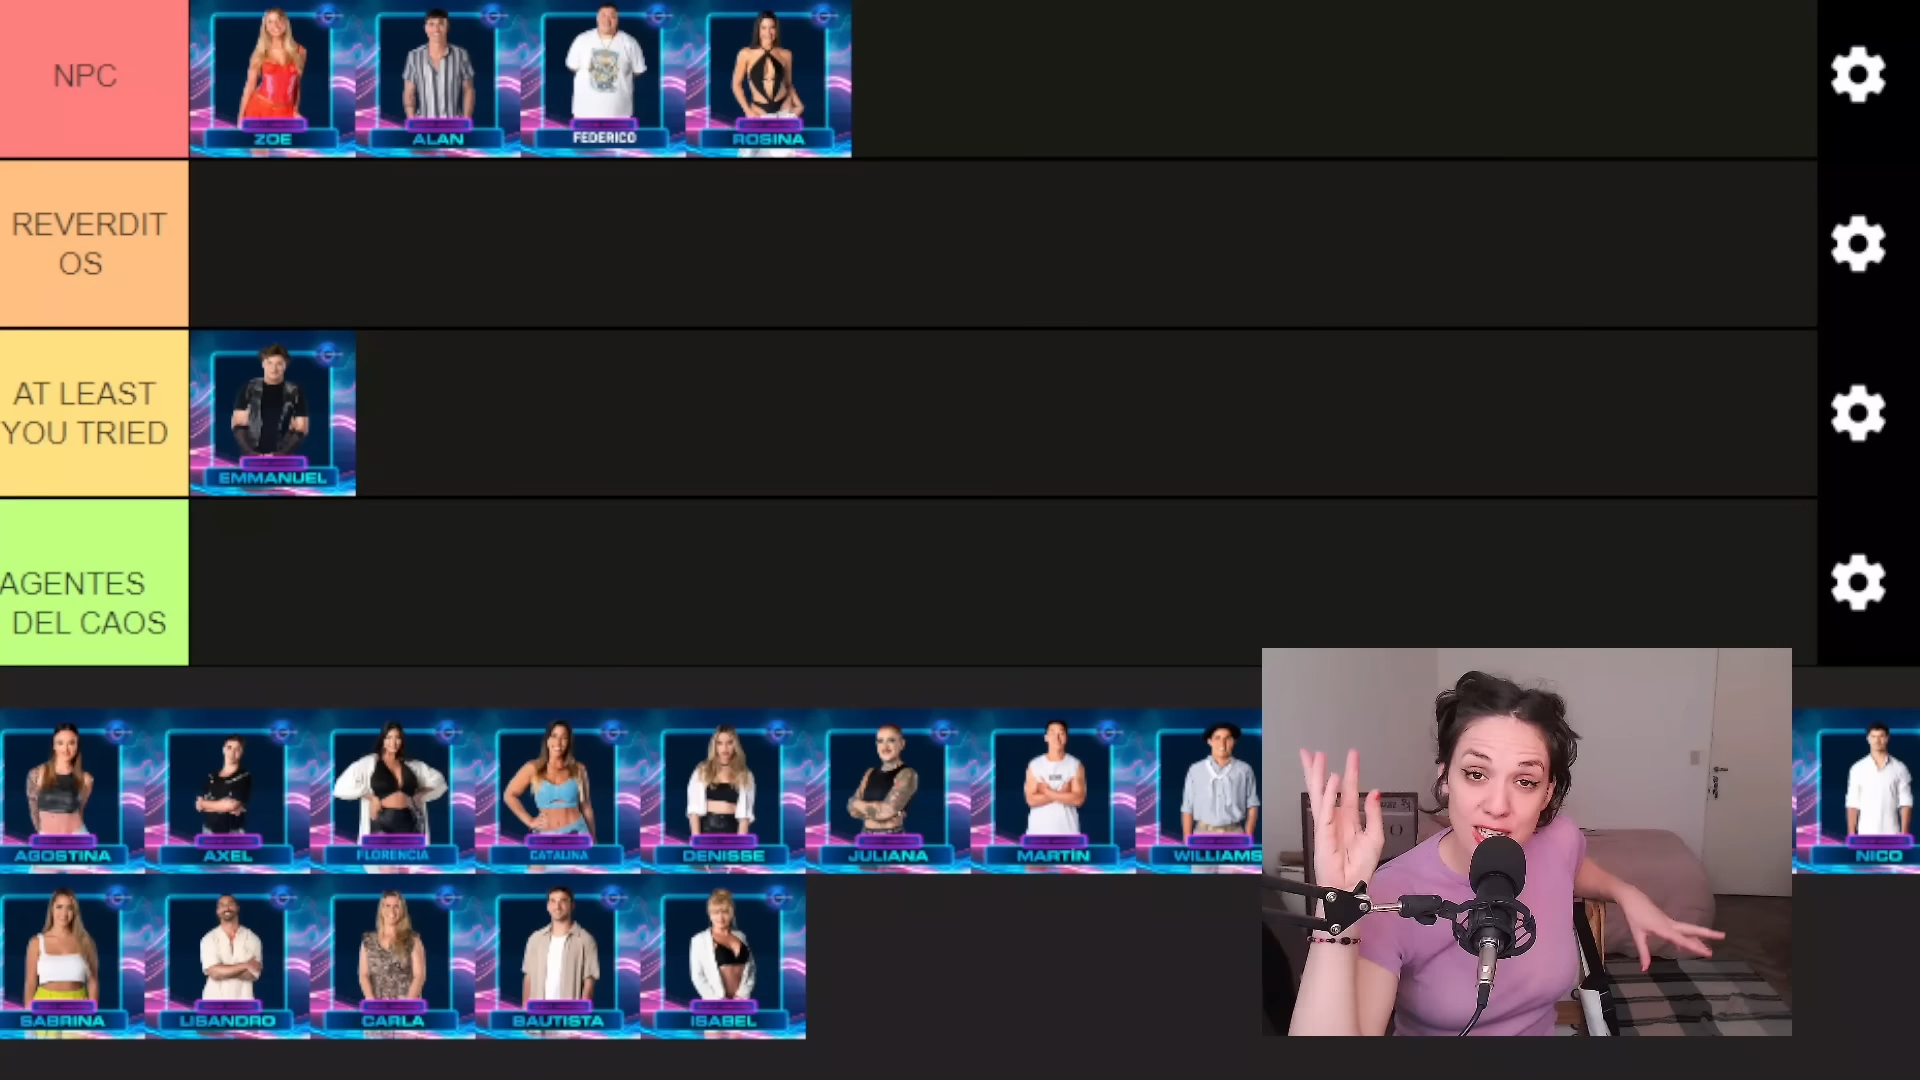 NPC
ZOE
ALAN
FEDERICO
ROSINA
REVERDIT
OS
AT LEAST
YOU TRIED
EMMANUEL
AGENTES
DEL CAOS
AGOSTINA
AXEL
FLORENCIA
CATALINA
DENISSE
JULIANA
MARTÍN
WILLIAMS
NICO
SABRINA
LISANDRO
CARLA
BAUTISTA
ISABEL